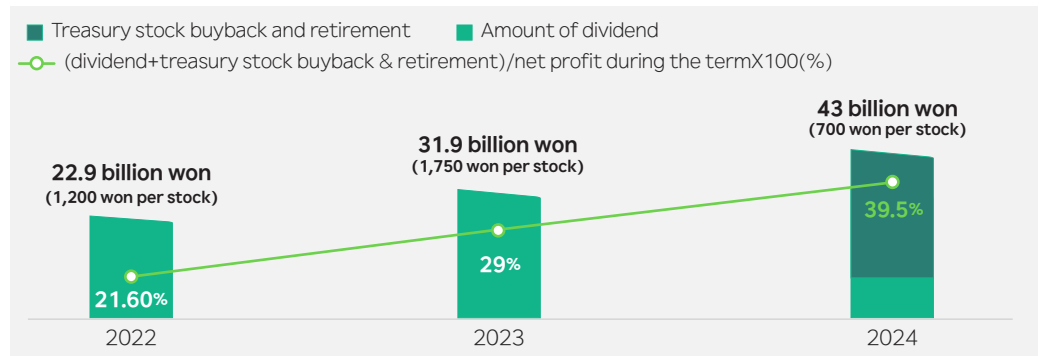 Treasury stock buyback and retirement Amount of dividend
(dividend+treasury stock buyback & retirement)/net profit during the termX100(%)
22.9 billion won
(1,200 won per stock)
21.60%
2022
31.9 billion won
(1,750 won per stock)
29%
2023
43 billion won
(700 won per stock)
39.5%
2024